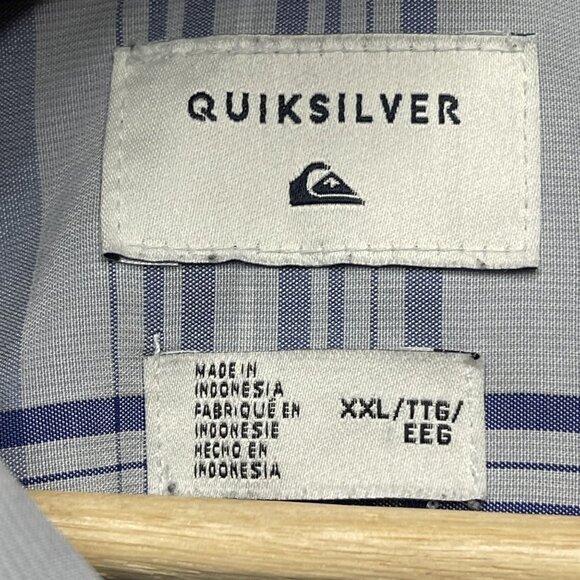 QUIKSILVER
MADE IN
INDONESIA
FABRIQUÉ EN
INDONESIE
HECHO EN
INDONESIA
XXL/TTG/
EEG